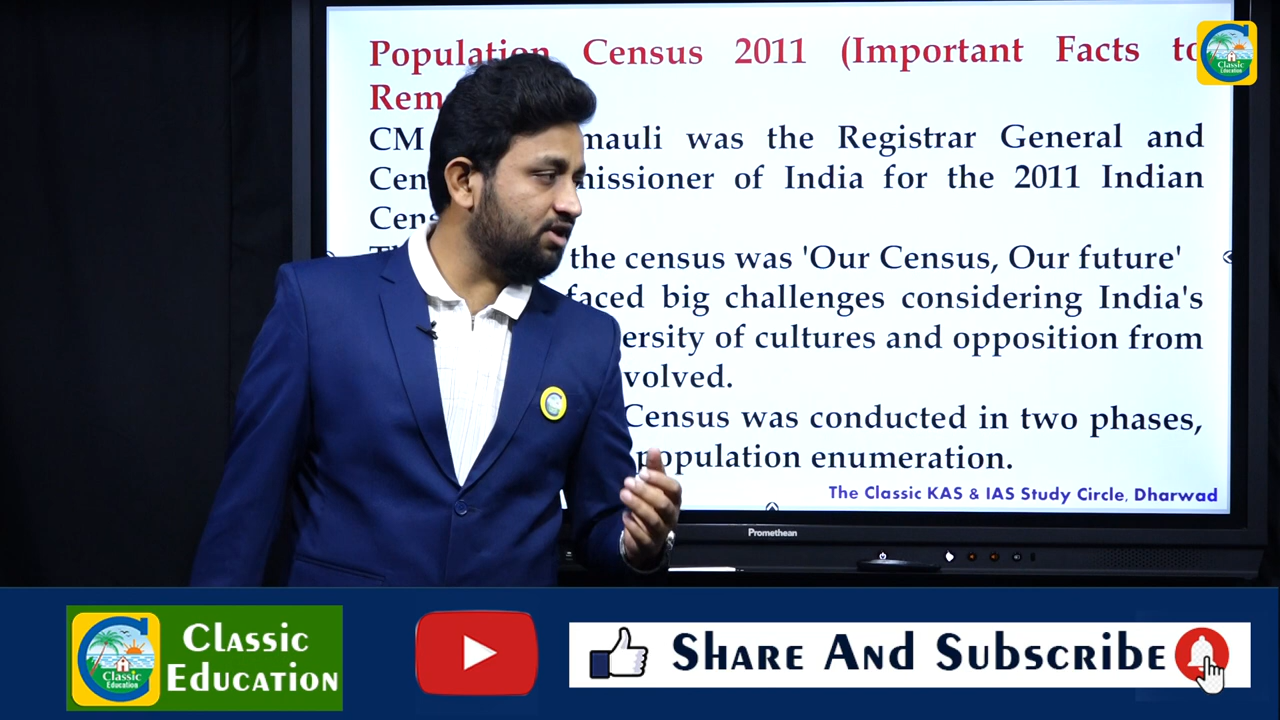 Population Census 2011 (Important Facts to
Rem
CM mauli was the Registrar General and
Cen missioner of India for the 2011 Indian
Cens
the census was 'Our Census, Our future'
faced big challenges considering India's
ersity of cultures and opposition from
volved.
Census was conducted in two phases,
population enumeration.
The Classic KAS & IAS Study Circle, Dharwad
Classic
Education
Promethean
Classic
Education
Classic
Education
Share And Subscribe